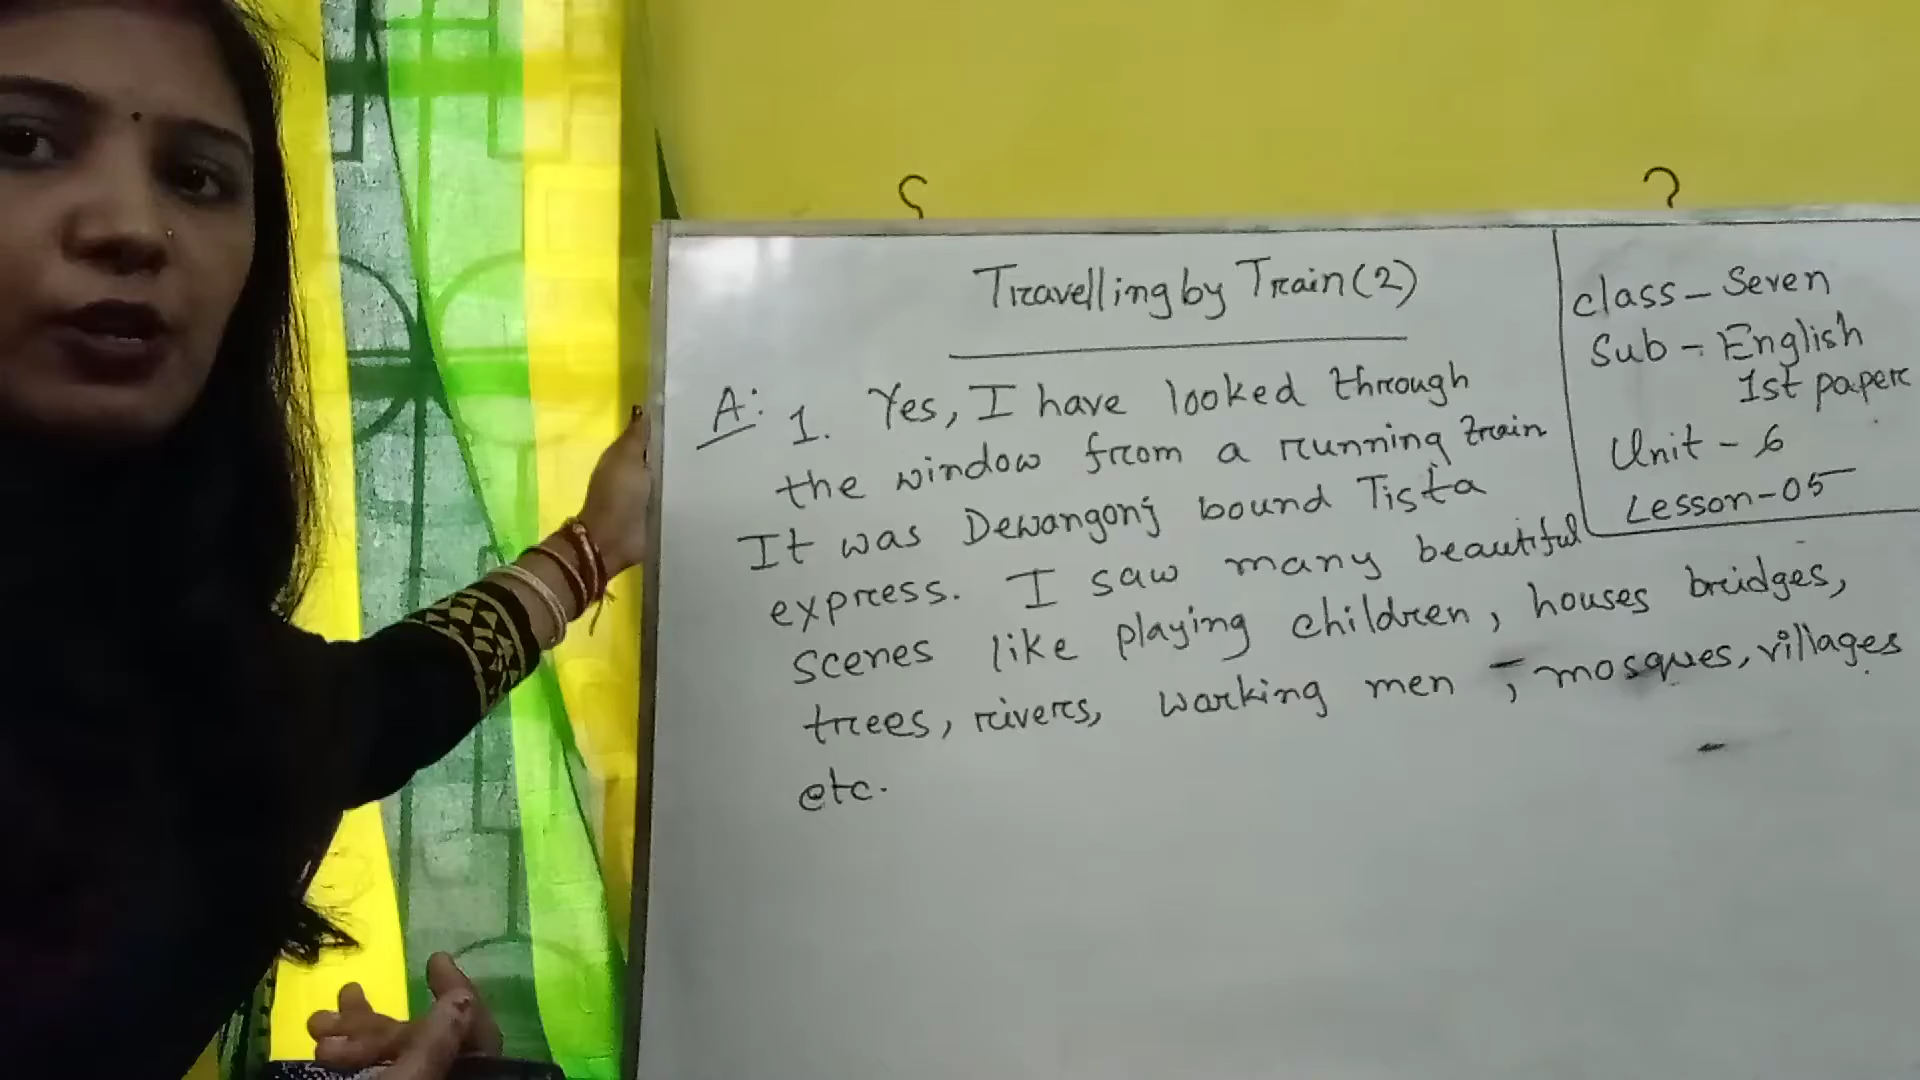 Travelling by Train (2)
class - Seven
Sub - English
1st paper
Unit - 6
Lesson - 05
A: 1. Yes, I have looked through
the window from a running train
It was Dewangonj bound Tista
express. I saw many beautiful
scenes like playing children, houses bridges,
trees, rivers, working men, mosques, villages
etc.